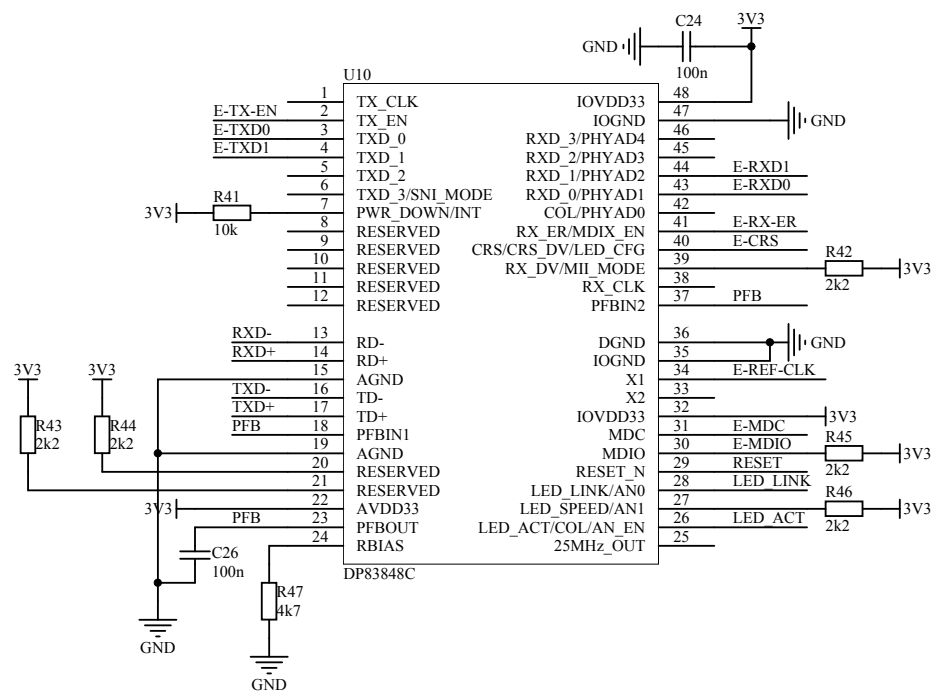 C24
3V3
GND
100n
U10
1 TX_CLK
IOVDD33 48
E-TX-EN 2 TX_EN
IOGND 47 GND
E-TXD0 3 TXD_0
RXD_3/PHYAD4 46
E-TXD1 4 TXD_1
RXD_2/PHYAD3 45
5 TXD_2
RXD_1/PHYAD2 44 E-RXD1
6 TXD_3/SNI_MODE
RXD_0/PHYAD1 43 E-RXD0
3V3 R41 10k 7 PWR_DOWN/INT
COL/PHYAD0 42
8 RESERVED
RX_ER/MDIX_EN 41 E-RX-ER
9 RESERVED
CRS/CRS_DV/LED_CFG 40 E-CRS
10 RESERVED
RX_DV/MII_MODE 39 R42 2k2 3V3
11 RESERVED
RX_CLK 38
12 RESERVED
PFBIN2 37 PFB
RXD- 13 RD-
DGND 36 GND
RXD+ 14 RD+
IOGND 35
15 AGND
X1 34 E-REF-CLK
TXD- 16 TD-
X2 33
TXD+ 17 TD+
IOVDD33 32 3V3
PFB 18 PFBIN1
MDC 31 E-MDC
19 AGND
MDIO 30 E-MDIO R45 2k2 3V3
3V3 R44 2k2 20 RESERVED
RESET_N 29 RESET
3V3 R43 2k2 21 RESERVED
LED_LINK/AN0 28 LED_LINK
3V3 22 AVDD33
LED_SPEED/AN1 27 R46 2k2 3V3
PFB 23 PFBOUT
LED_ACT/COL/AN_EN 26 LED_ACT
24 RBIAS
25MHz_OUT 25
C26
100n
DP83848C
R47
4k7
GND
GND